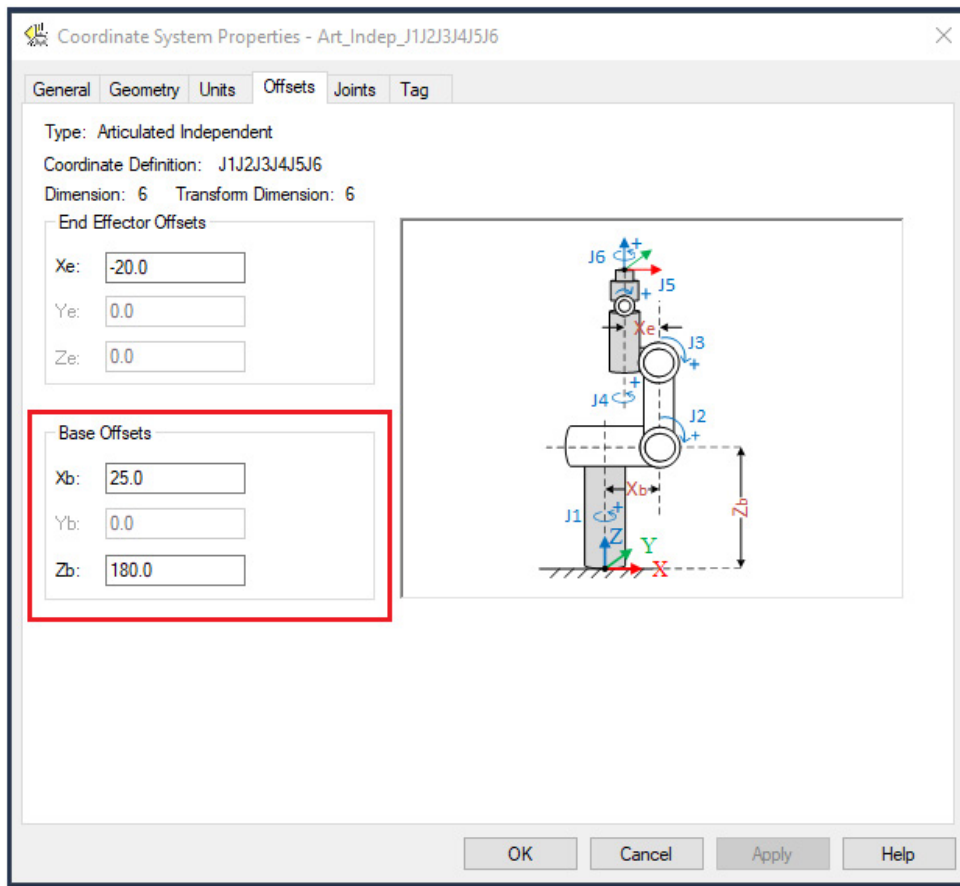 Coordinate System Properties - Art_Indep_J1J2J3J4J5J6
General Geometry Units Offsets Joints Tag
Type: Articulated Independent
Coordinate Definition: J1J2J3J4J5J6
Dimension: 6 Transform Dimension: 6
End Effector Offsets
Xe: -20.0
Ye: 0.0
Ze: 0.0
Base Offsets
Xb: 25.0
Yb: 0.0
Zb: 180.0
+
J6
J5
+
Xe
J3
+
+
J4
J2
+
Xb
Zb
+
J1
Z
Y
X
OK Cancel Apply Help